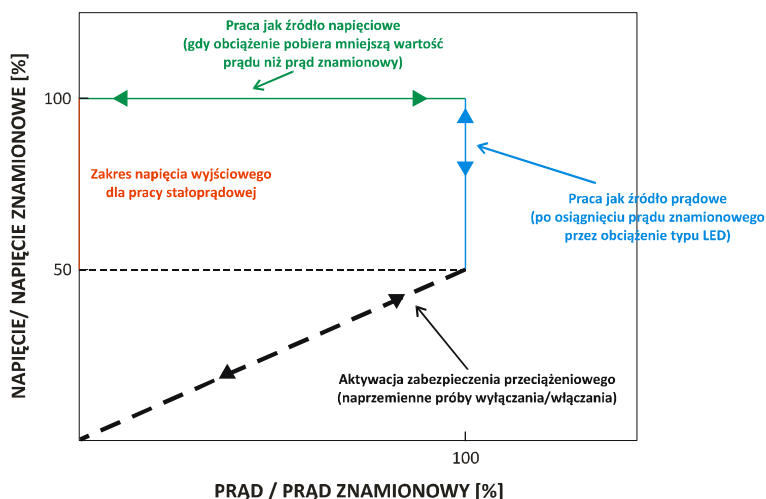 Praca jak źródło napięciowe
(gdy obciążenie pobiera mniejszą wartość
prądu niż prąd znamionowy)
NAPIĘCIE/ NAPIĘCIE ZNAMIONOWE [%]
100
Zakres napięcia wyjściowego
dla pracy stałoprądowej
Praca jak źródło prądowe
(po osiągnięciu prądu znamionowego
przez obciążenie typu LED)
50
Aktywacja zabezpieczenia przeciążeniowego
(naprzemienne próby wyłączania/włączania)
100
PRĄD / PRĄD ZNAMIONOWY [%]